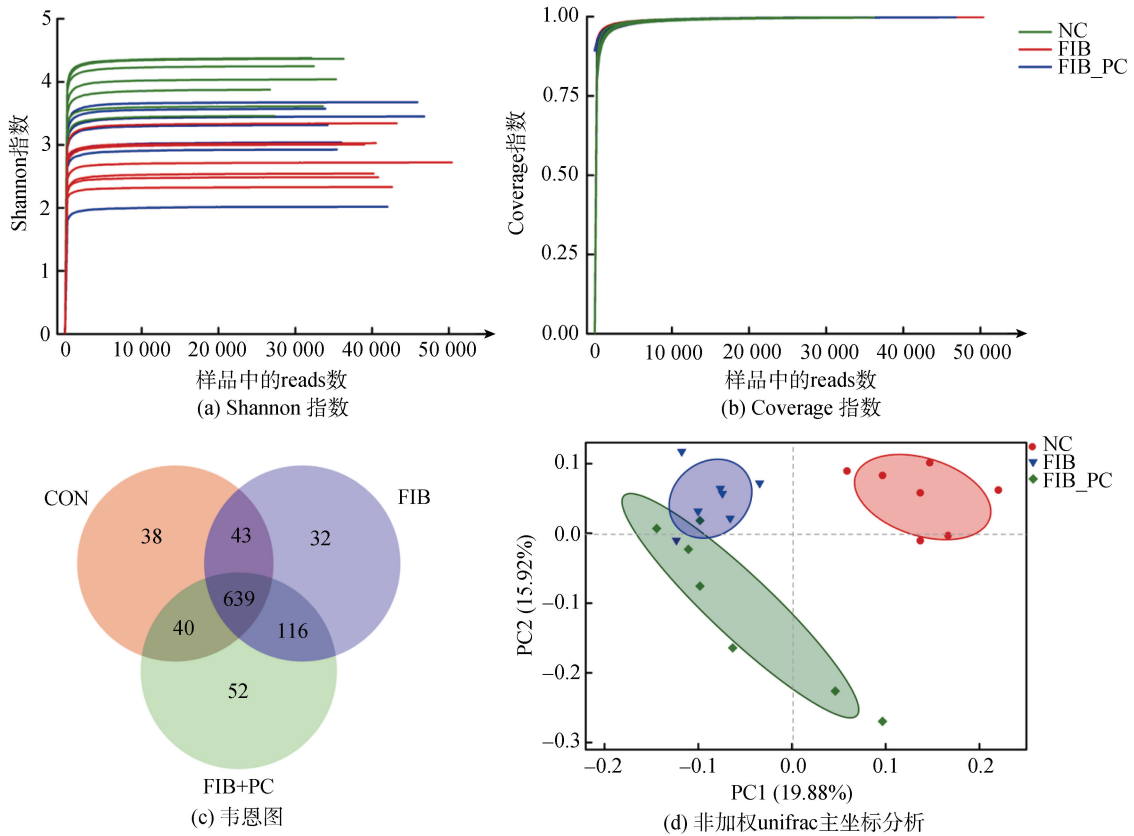 5
4
3
2
1
0
Shannon指数
0
10 000
20 000
30 000
40 000
50 000
样品中的reads数
(a) Shannon 指数
1.00
0.75
0.50
0.25
0.00
Coverage指数
0
10 000
20 000
30 000
40 000
50 000
样品中的reads数
(b) Coverage 指数
NC
FIB
FIB_PC
CON
FIB
38
43
32
639
40
116
52
FIB+PC
(c) 韦恩图
0.1
0.0
−0.1
−0.2
−0.3
PC2 (15.92%)
−0.2
−0.1
0.0
0.1
0.2
PC1 (19.88%)
(d) 非加权unifrac主坐标分析
NC
FIB
FIB_PC